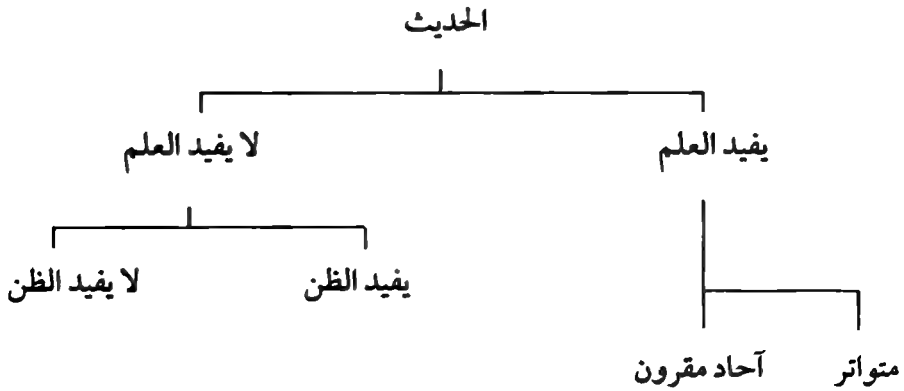 الحديث
يفيد العلم
لا يفيد العلم
يفيد الظن
لا يفيد الظن
متواتر
آحاد مقرون